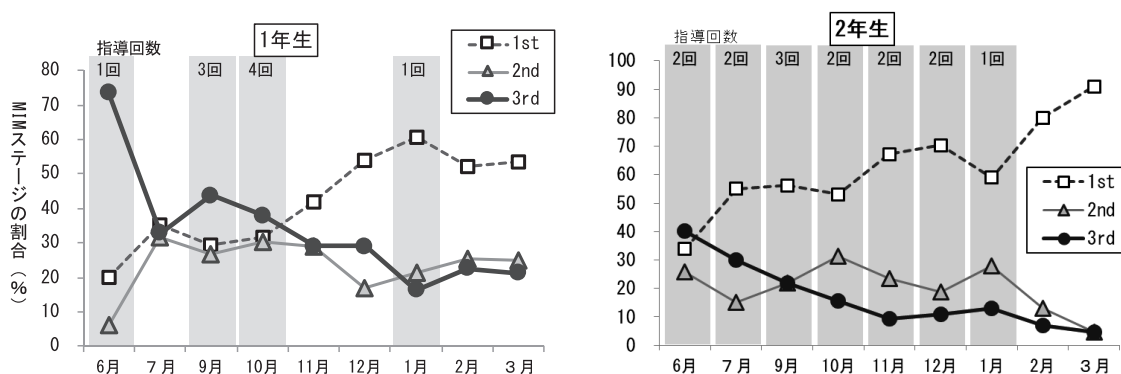 1年生
指導回数
1回
3回
4回
1回
1st
2nd
3rd
MIMステージの割合(%)
80
70
60
50
40
30
20
10
0
6月
7月
9月
10月
11月
12月
1月
2月
3月
2年生
指導回数
2回
2回
3回
2回
2回
2回
1回
1st
2nd
3rd
100
90
80
70
60
50
40
30
20
10
0
6月
7月
9月
10月
11月
12月
1月
2月
3月